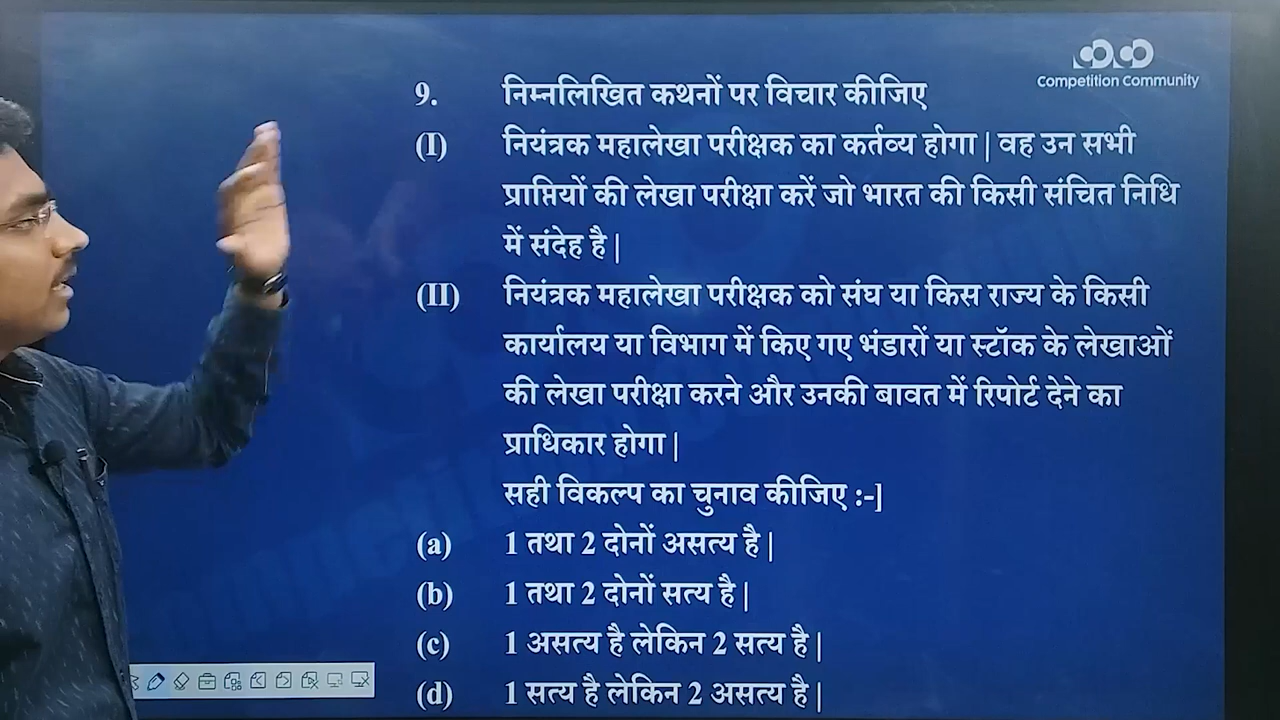 Competition Community
9. निम्नलिखित कथनों पर विचार कीजिए
(I) नियंत्रक महालेखा परीक्षक का कर्तव्य होगा | वह उन सभी
प्राप्तियों की लेखा परीक्षा करें जो भारत की किसी संचित निधि
में संदेह है |
(II) नियंत्रक महालेखा परीक्षक को संघ या किस राज्य के किसी
कार्यालय या विभाग में किए गए भंडारों या स्टॉक के लेखाओं
की लेखा परीक्षा करने और उनकी बावत में रिपोर्ट देने का
प्राधिकार होगा |
सही विकल्प का चुनाव कीजिए :-]
(a) 1 तथा 2 दोनों असत्य है |
(b) 1 तथा 2 दोनों सत्य है |
(c) 1 असत्य है लेकिन 2 सत्य है |
(d) 1 सत्य है लेकिन 2 असत्य है |